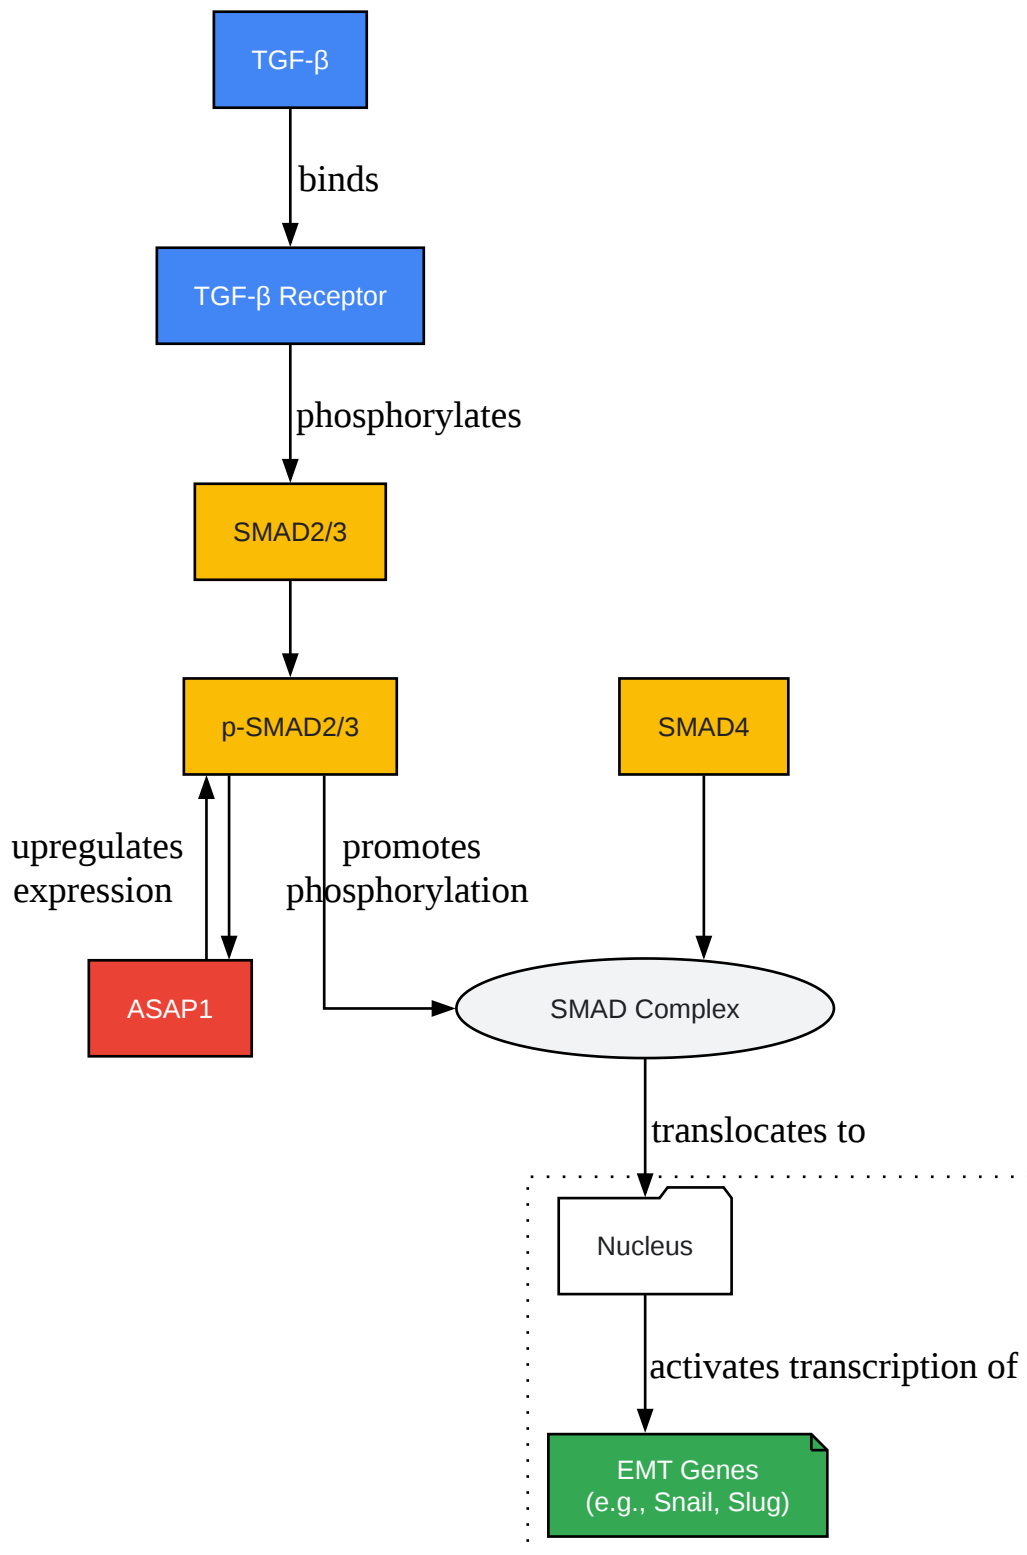 TGF-β
binds
TGF-β Receptor
phosphorylates
SMAD2/3
p-SMAD2/3
SMAD4
upregulates
expression
promotes
phosphorylation
ASAP1
SMAD Complex
translocates to
Nucleus
activates transcription of
EMT Genes
(e.g., Snail, Slug)